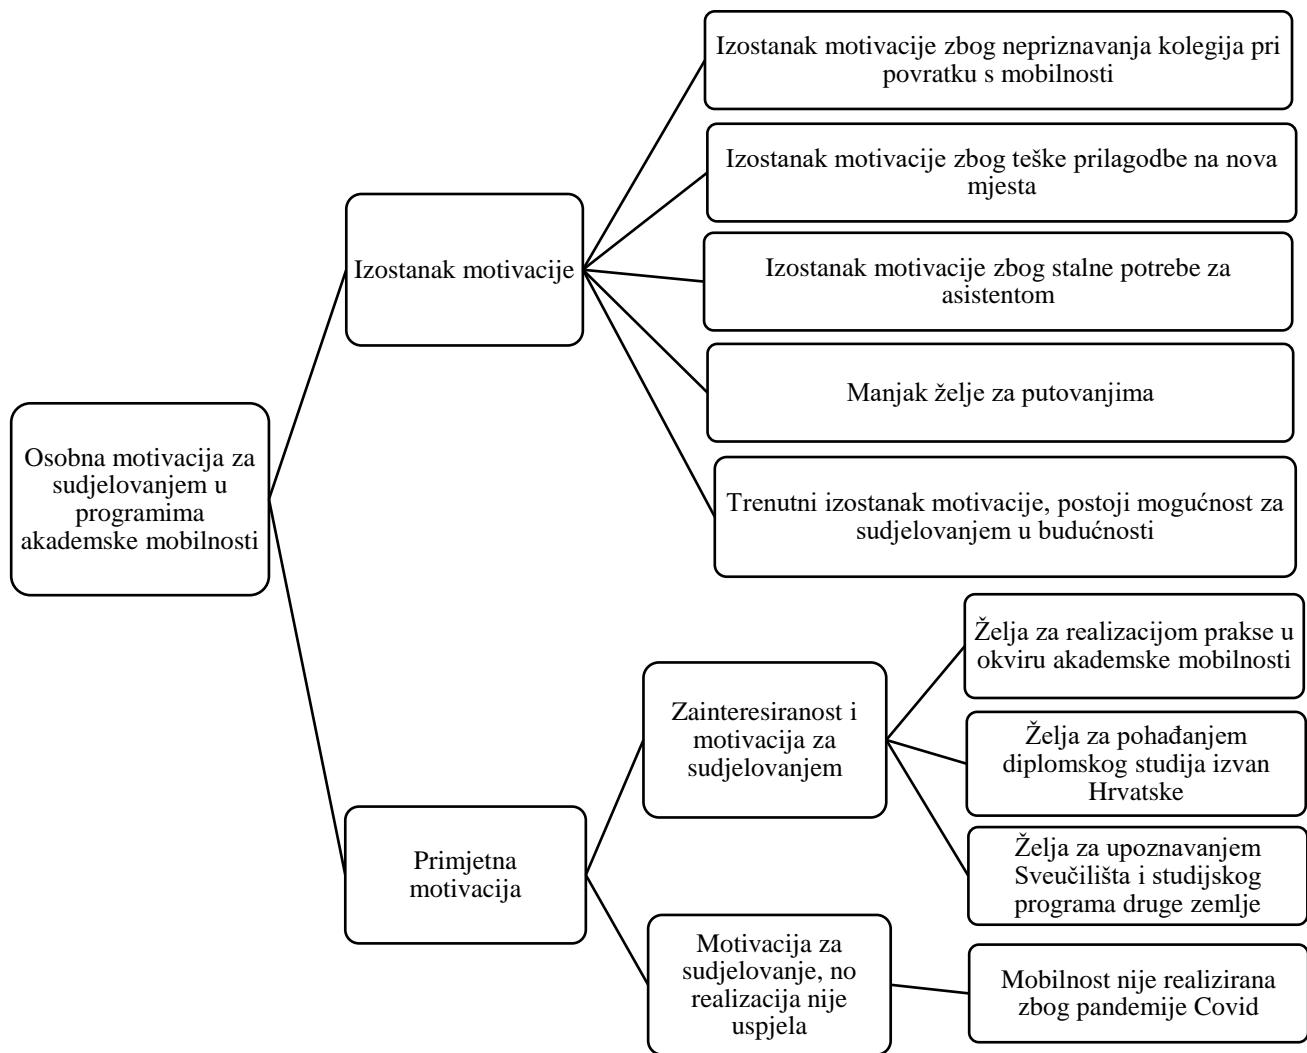 Osobna motivacija za
sudjelovanjem u
programima
akademske mobilnosti
Izostanak motivacije
Izostanak motivacije zbog nepriznavanja kolegija pri
povratku s mobilnosti
Izostanak motivacije zbog teške prilagodbe na nova
mjesta
Izostanak motivacije zbog stalne potrebe za
asistentom
Manjak želje za putovanjima
Trenutni izostanak motivacije, postoji mogućnost za
sudjelovanjem u budućnosti
Primjetna
motivacija
Zainteresiranost i
motivacija za
sudjelovanjem
Želja za realizacijom prakse u
okviru akademske mobilnosti
Želja za pohađanjem
diplomskog studija izvan
Hrvatske
Želja za upoznavanjem
Sveučilišta i studijskog
programa druge zemlje
Motivacija za
sudjelovanje, no
realizacija nije
uspjela
Mobilnost nije realizirana
zbog pandemije Covid